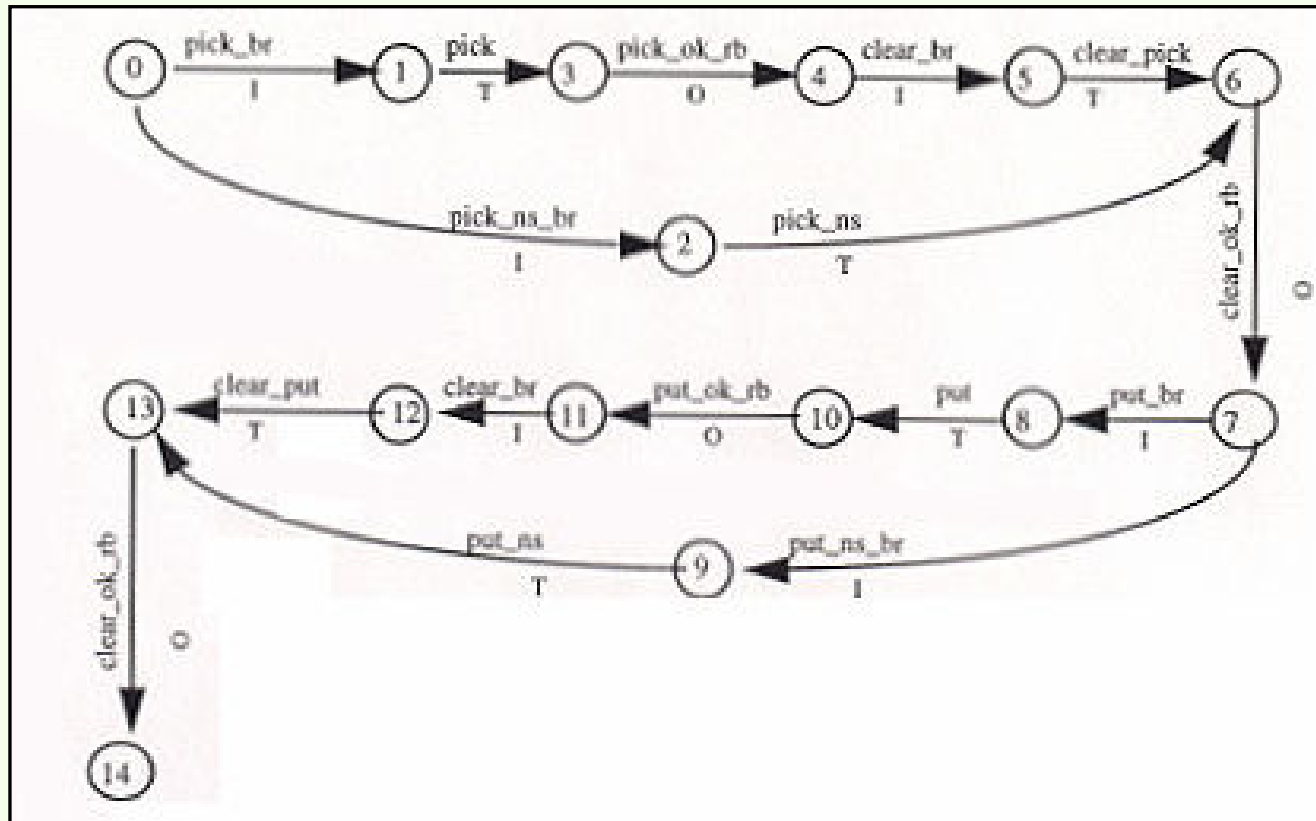 pick_br pick pick_ok_rb clear_br clear_pick
0 1 3 4 5 6
I T O I T
pick_ns_br 2 pick_ns
I T
clear_ok_rb
O
clear_put clear_br put_ok_rb put put_br
13 12 11 10 8 7
T I O T I
put_ns 9 put_ns_br
T I
clear_ok_rb
O
14